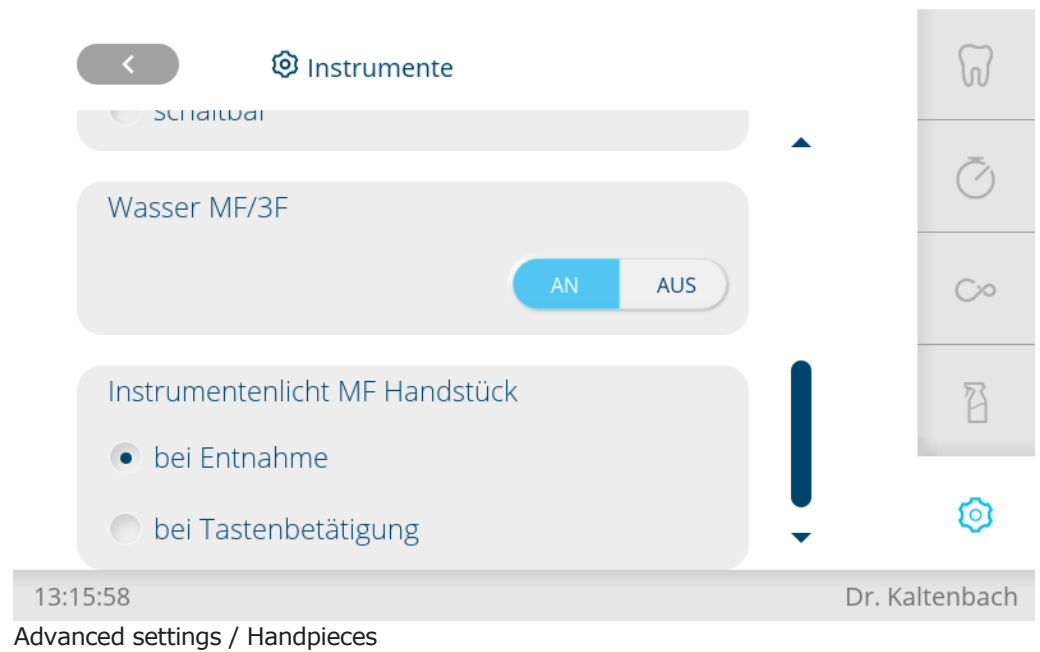 Instrumente
schaltbar
Wasser MF/3F
AN AUS
Instrumentenlicht MF Handstück
bei Entnahme
bei Tastenbetätigung
13:15:58 Dr. Kaltenbach
Advanced settings / Handpieces